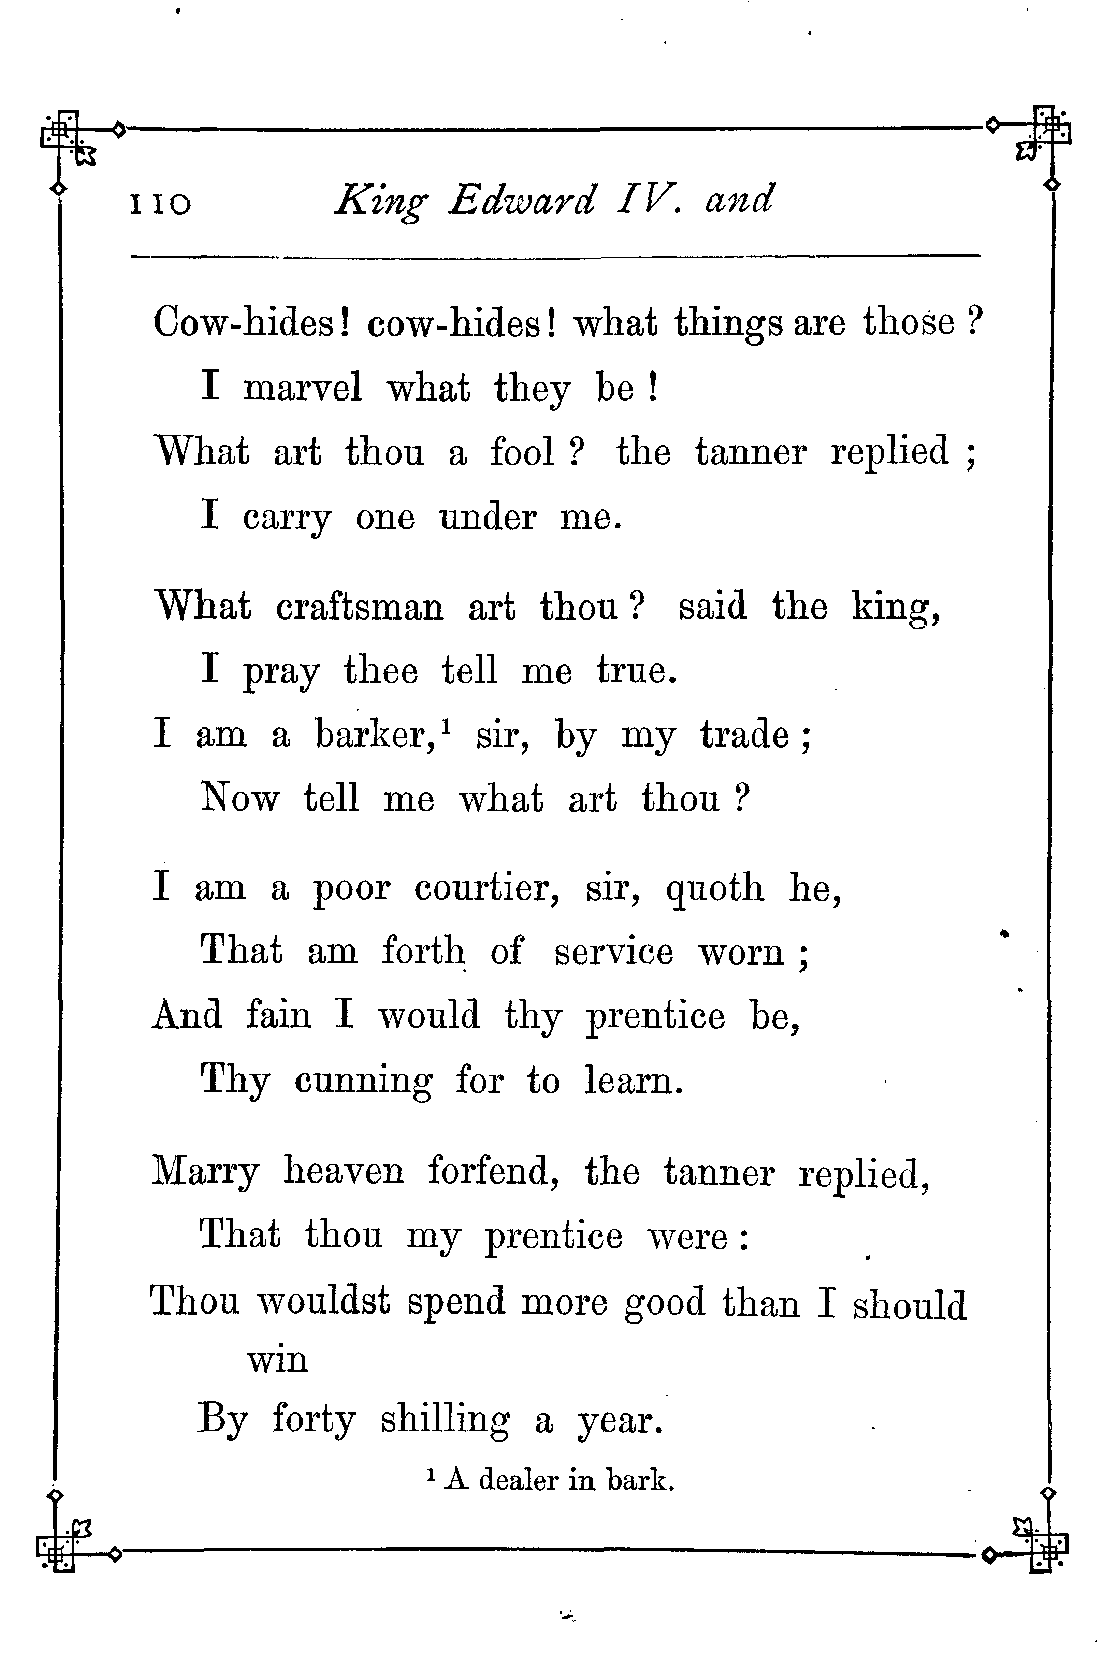 110 King Edward IV. and
Cow-hides! cow-hides! what things are those ?
I marvel what they be !
What art thou a fool ? the tanner replied ;
I carry one under me.
What craftsman art thou ? said the king,
I pray thee tell me true.
I am a barker,¹ sir, by my trade ;
Now tell me what art thou ?
I am a poor courtier, sir, quoth he,
That am forth of service worn ;
And fain I would thy prentice be,
Thy cunning for to learn.
Marry heaven forfend, the tanner replied,
That thou my prentice were :
Thou wouldst spend more good than I should
win
By forty shilling a year.
¹ A dealer in bark.